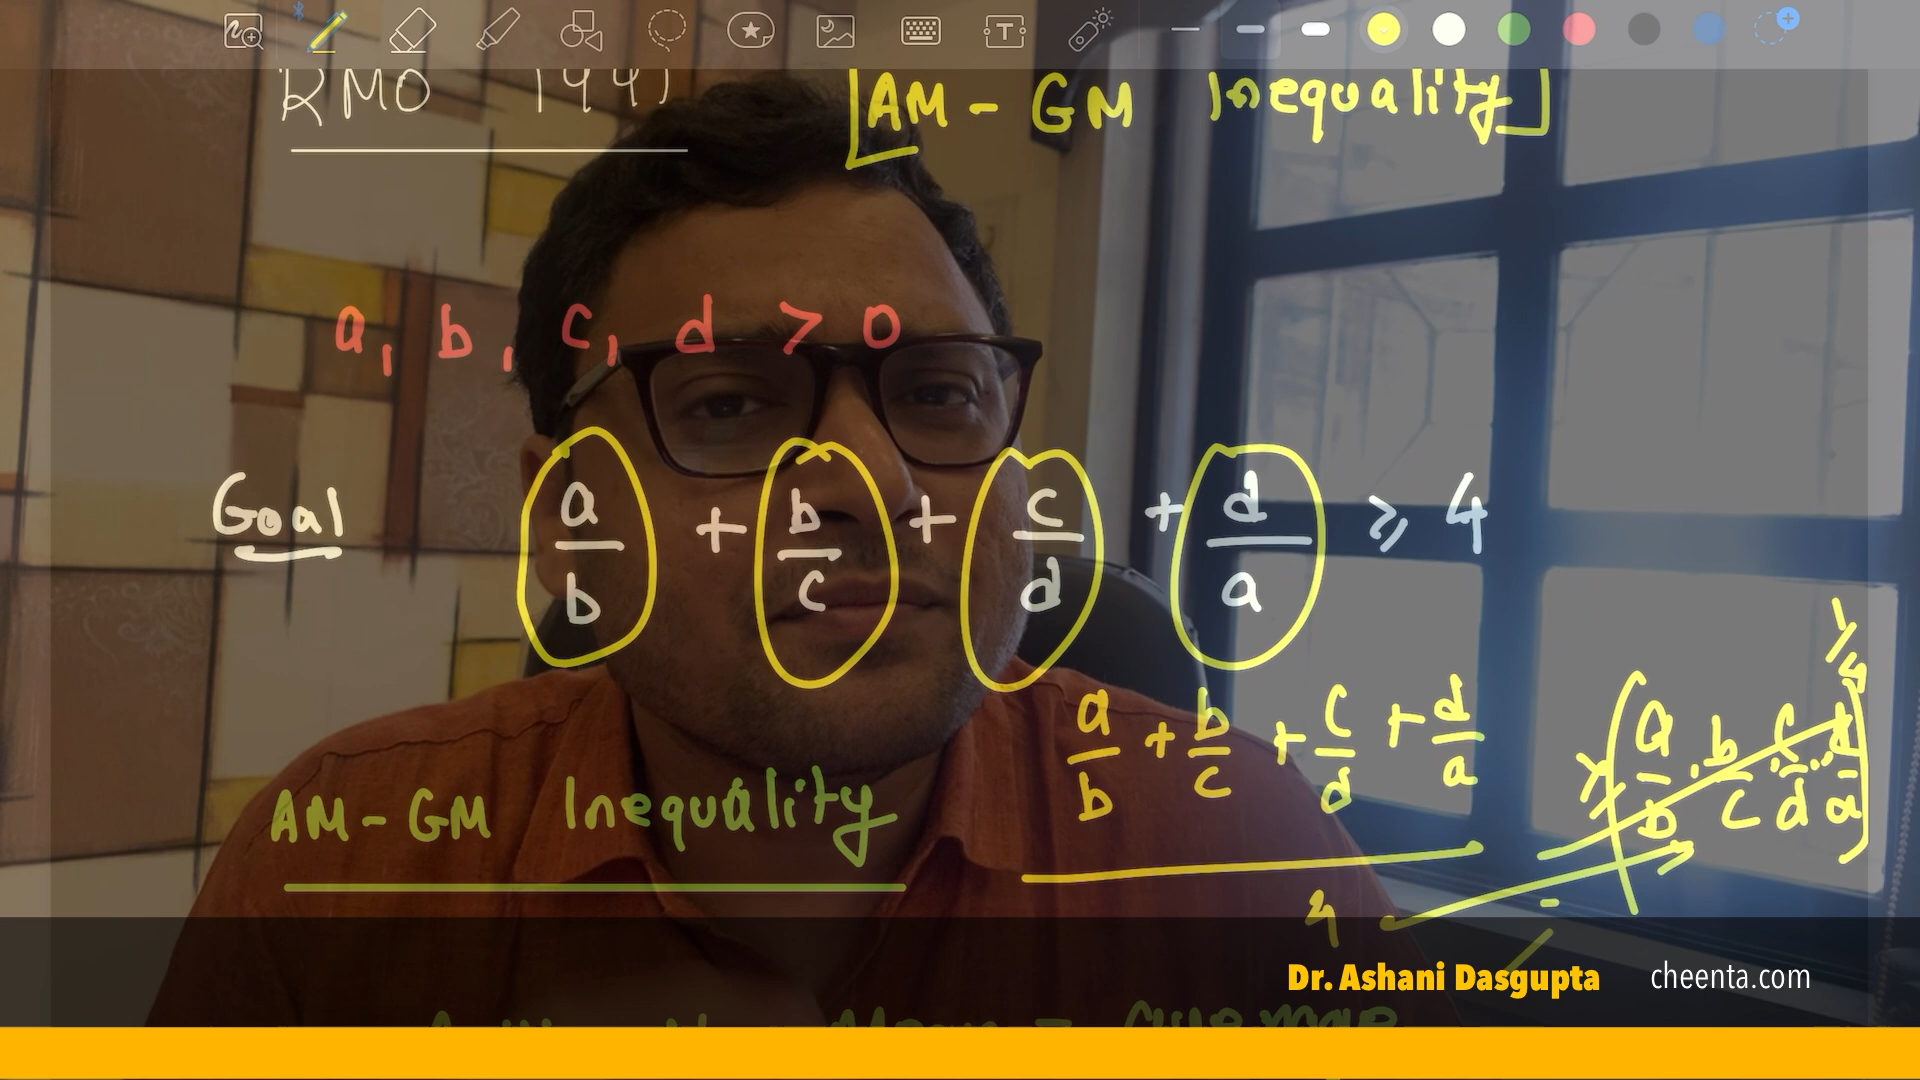 RMO 1991 [AM - GM Inequality]
a, b, c, d > 0
Goal a/b + b/c + c/d + d/a ≥ 4
a/b + b/c + c/d + d/a (a/b · b/c · c/d · d/a)^1/4
AM - GM Inequality
4
Dr. Ashani Dasgupta cheenta.com